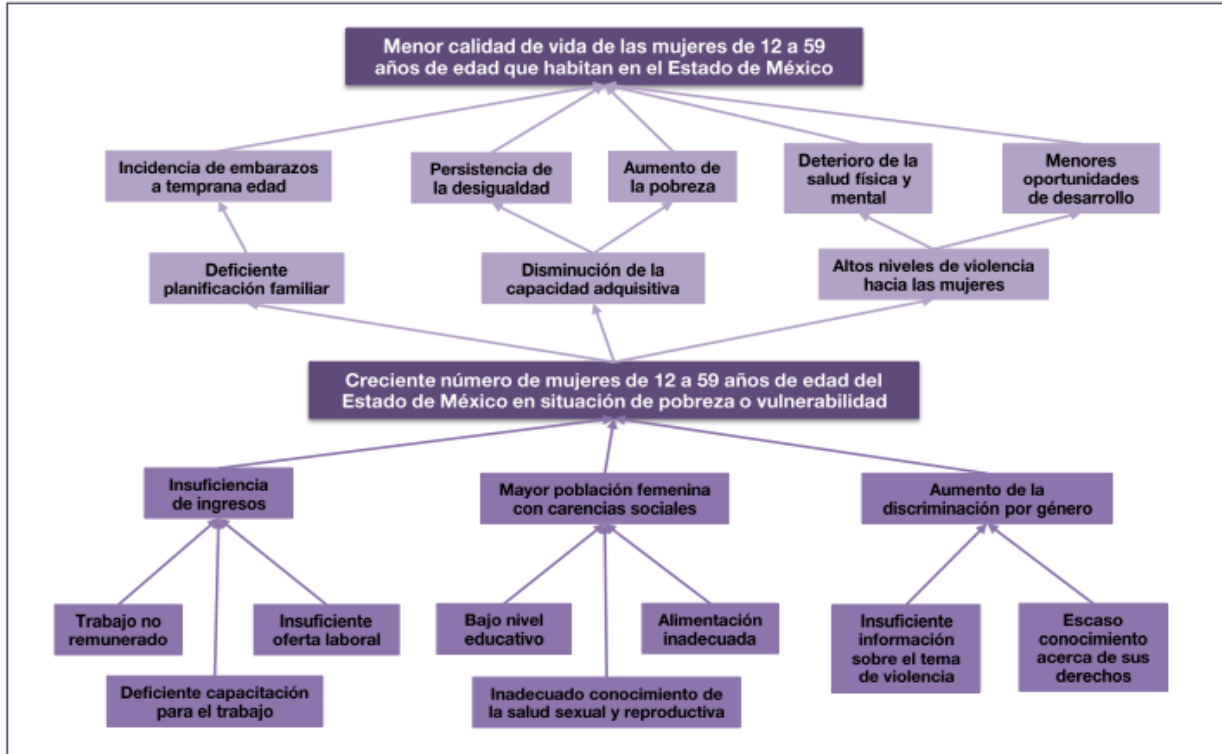 Menor calidad de vida de las mujeres de 12 a 59
años de edad que habitan en el Estado de México
Incidencia de embarazos
a temprana edad
Persistencia de
la desigualdad
Aumento de
la pobreza
Deterioro de la
salud física y
mental
Menores
oportunidades
de desarrollo
Deficiente
planificación familiar
Disminución de la
capacidad adquisitiva
Altos niveles de violencia
hacia las mujeres
Creciente número de mujeres de 12 a 59 años de edad del
Estado de México en situación de pobreza o vulnerabilidad
Insuficiencia
de ingresos
Mayor población femenina
con carencias sociales
Aumento de la
discriminación por género
Trabajo no
remunerado
Insuficiente
oferta laboral
Bajo nivel
educativo
Alimentación
inadecuada
Insuficiente
información
sobre el tema
de violencia
Escaso
conocimiento
acerca de sus
derechos
Deficiente capacitación
para el trabajo
Inadecuado conocimiento de
la salud sexual y reproductiva